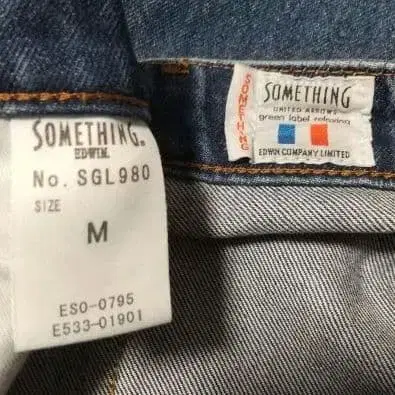 SOMETHING.
EDWIN.
No. SGL980
SIZE
M
ESO-0795
E533-01901
SOMETHING
SOMETHING
UNITED ARROWS
green label relaxing
EDWIN COMPANY LIMITED